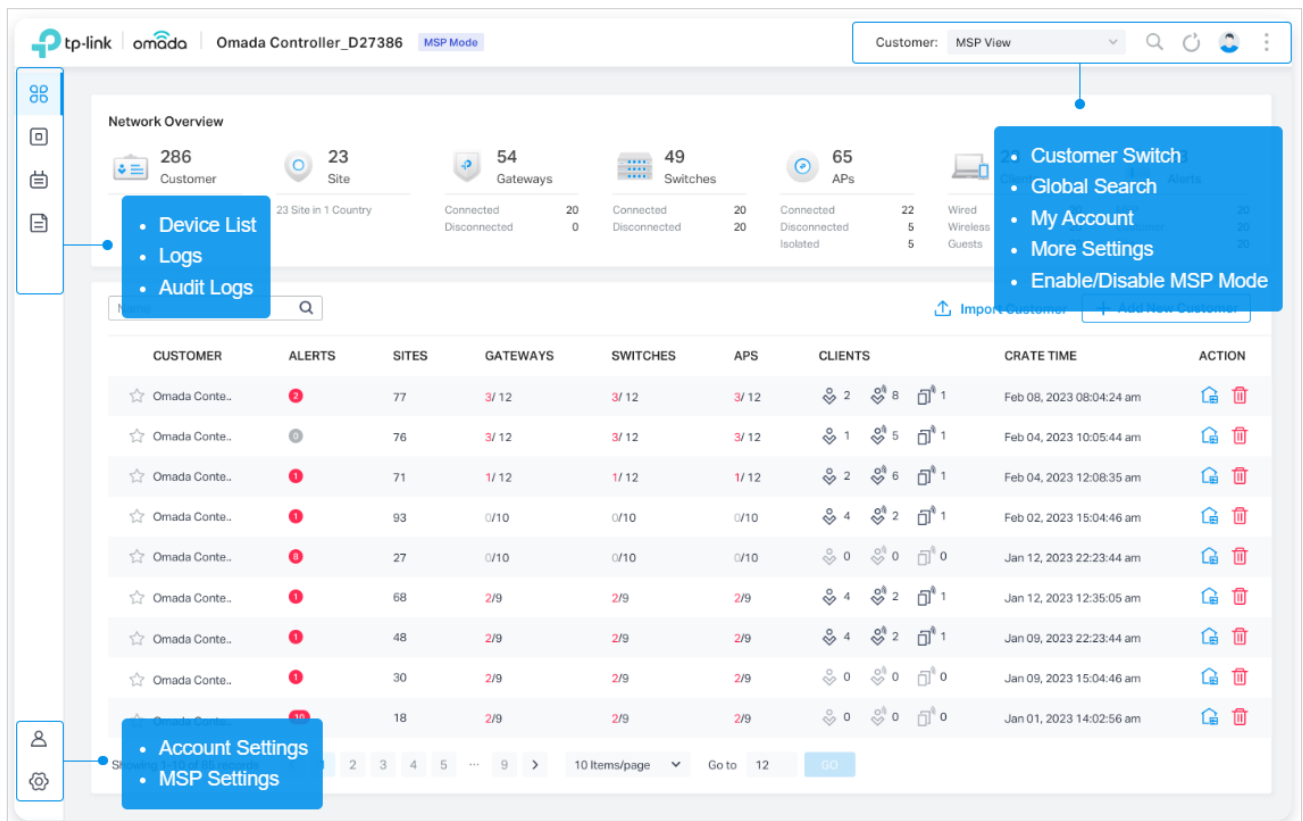 tp-link omada Omada Controller_D27386 MSP Mode Customer: MSP View
Network Overview
286 Customer
23 Site
54 Gateways
49 Switches
65 APs
23 Site in 1 Country
Connected 20
Disconnected 0
Connected 20
Disconnected 20
Connected 22
Disconnected 5
Isolated 5
Wired
Wireless
Guests
Alerts
20
20
20
• Customer Switch
• Global Search
• My Account
• More Settings
• Enable/Disable MSP Mode
• Device List
• Logs
• Audit Logs
Name
Import Customer + Add New Customer
CUSTOMER ALERTS SITES GATEWAYS SWITCHES APS CLIENTS CRATE TIME ACTION
Omada Conte.. 2 77 3/ 12 3/ 12 3/ 12 2 8 1 Feb 08, 2023 08:04:24 am
Omada Conte.. 0 76 3/ 12 3/ 12 3/ 12 1 5 1 Feb 04, 2023 10:05:44 am
Omada Conte.. 1 71 1/ 12 1/ 12 1/ 12 2 6 1 Feb 04, 2023 12:08:35 am
Omada Conte.. 1 93 0/10 0/10 0/10 4 2 1 Feb 02, 2023 15:04:46 am
Omada Conte.. 8 27 0/10 0/10 0/10 0 0 0 Jan 12, 2023 22:23:44 am
Omada Conte.. 1 68 2/9 2/9 2/9 4 2 1 Jan 12, 2023 12:35:05 am
Omada Conte.. 1 48 2/9 2/9 2/9 4 2 1 Jan 09, 2023 22:23:44 am
Omada Conte.. 1 30 2/9 2/9 2/9 0 0 0 Jan 09, 2023 15:04:46 am
Omada Conte.. 10 18 2/9 2/9 2/9 0 0 0 Jan 01, 2023 14:02:56 am
• Account Settings
• MSP Settings
Showing 1-10 of 85 records 1 2 3 4 5 ··· 9 > 10 Items/page Go to 12 GO